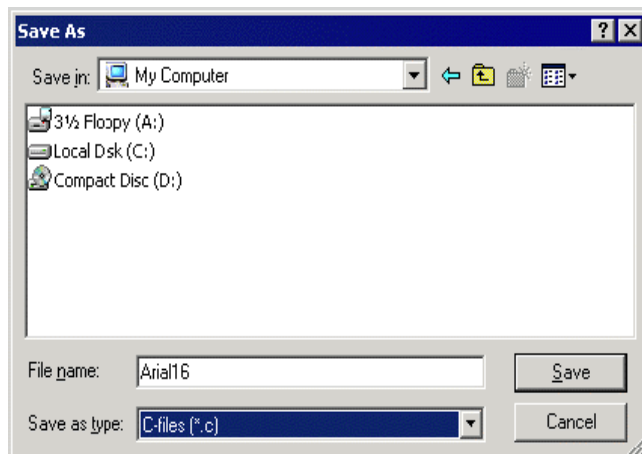 Save As
Save in: My Computer
3½ Floppy (A:)
Local Dsk (C:)
Compact Disc (D:)
File name: Arial16 Save
Save as type: C-files (*.c) Cancel